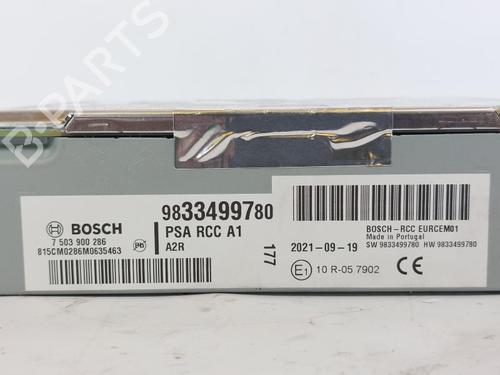 B-PARTS
BOSCH
7 503 900 286
815CM0286M0635463
Pb
9833499780
PSA RCC A1
A2R
177
2021-09-19
BOSCH-RCC EURCEM01
Made in Portugal
SW 9833499780 HW 9833499780
E1 10 R-05 7902
CE